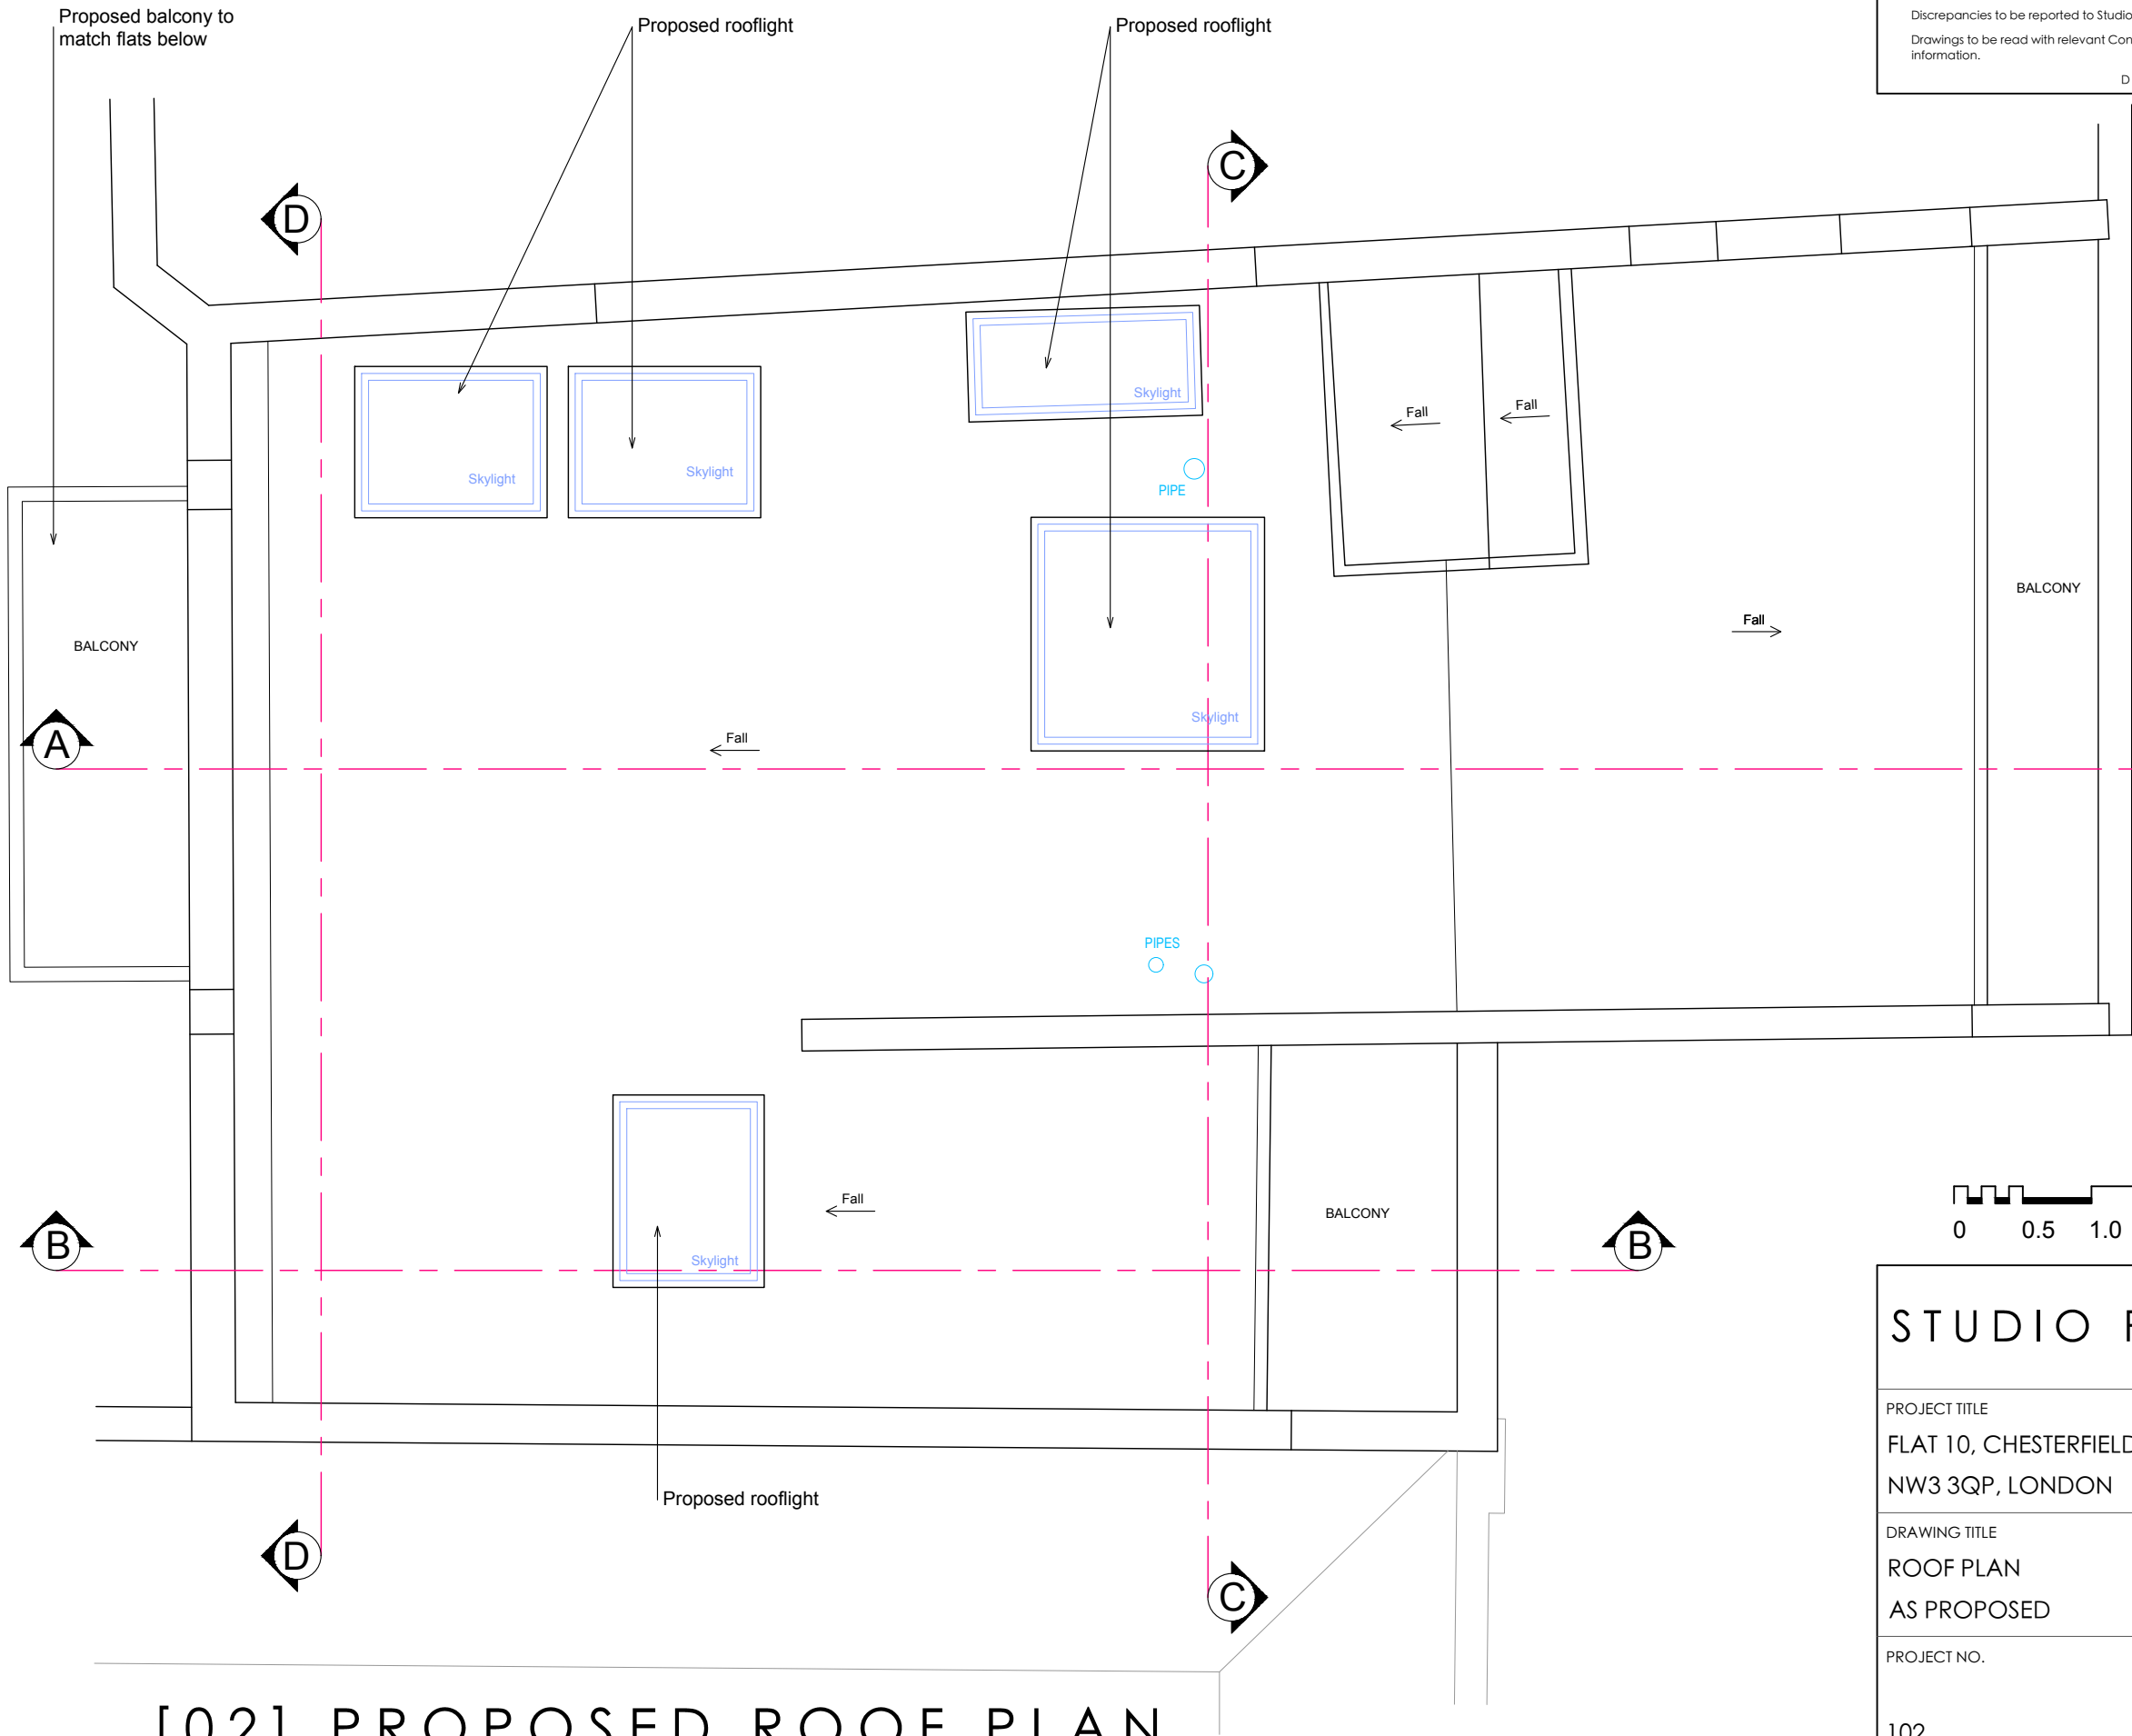 Proposed balcony to
match flats below
Proposed rooflight
Proposed rooflight
Discrepancies to be reported to Studio
Drawings to be read with relevant Con
information.
D
C
D
Skylight
Skylight
Skylight
Fall
Fall
PIPE
BALCONY
Fall
BALCONY
Skylight
A
Fall
PIPES
Fall
BALCONY
B
B
Skylight
0 0.5 1.0
STUDIO
PROJECT TITLE
FLAT 10, CHESTERFIELD
NW3 3QP, LONDON
Proposed rooflight
DRAWING TITLE
ROOF PLAN
AS PROPOSED
D
C
PROJECT NO.
[02] PROPOSED ROOF PLAN
102